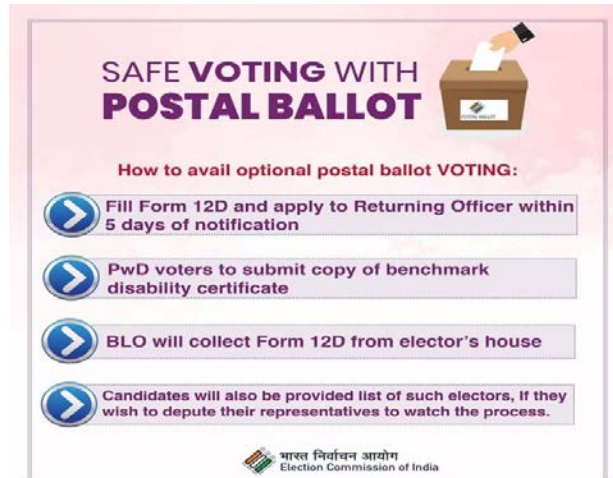 SAFE VOTING WITH
POSTAL BALLOT
POSTAL BALLOT
How to avail optional postal ballot VOTING:
Fill Form 12D and apply to Returning Officer within
5 days of notification
PwD voters to submit copy of benchmark
disability certificate
BLO will collect Form 12D from elector's house
Candidates will also be provided list of such electors, If they
wish to depute their representatives to watch the process.
भारत निर्वाचन आयोग
Election Commission of India